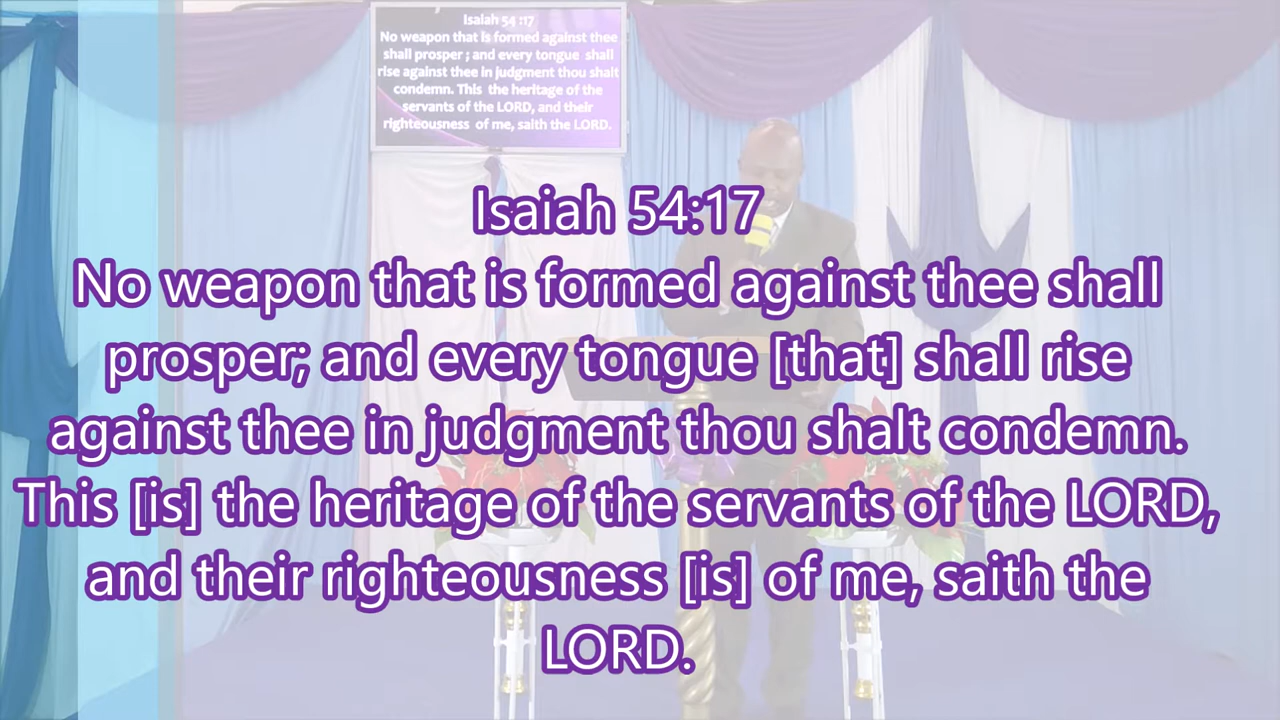 Isaiah 54 :17
No weapon that is formed against thee
shall prosper ; and every tongue shall
rise against thee in judgment thou shalt
condemn. This the heritage of the
servants of the LORD, and their
righteousness of me, saith the LORD.
Isaiah 54:17
No weapon that is formed against thee shall
prosper; and every tongue [that] shall rise
against thee in judgment thou shalt condemn.
This [is] the heritage of the servants of the LORD,
and their righteousness [is] of me, saith the
LORD.